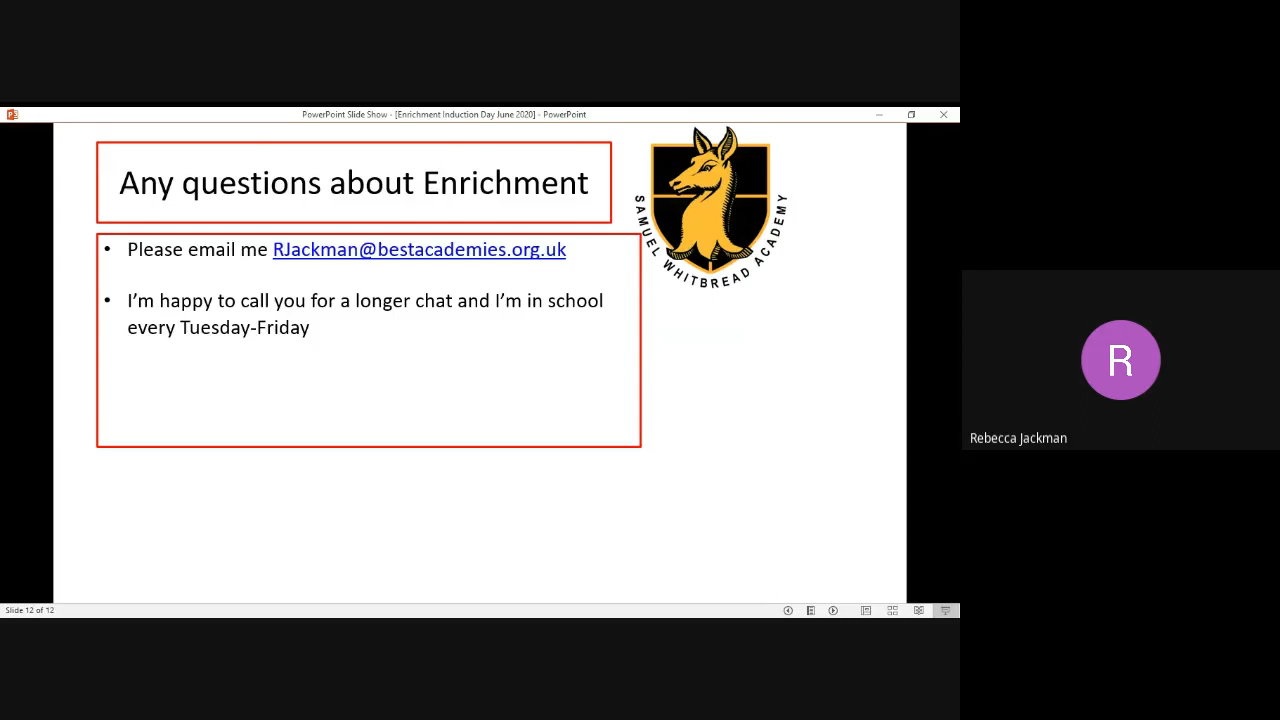 PowerPoint Slide Show - [Enrichment Induction Day June 2020] - PowerPoint
Any questions about Enrichment
SAMUEL WHITBREAD ACADEMY
• Please email me RJackman@bestacademies.org.uk
• I'm happy to call you for a longer chat and I'm in school
every Tuesday-Friday
R
Rebecca Jackman
Slide 12 of 12